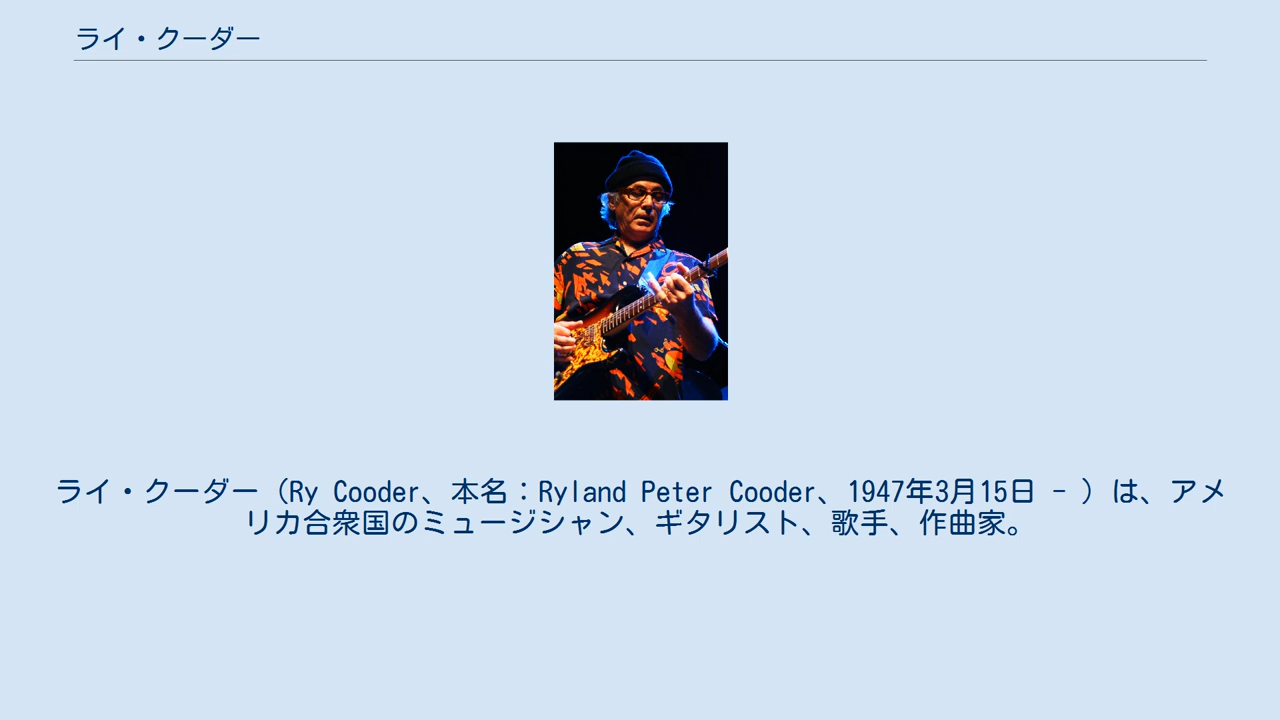 ライ・クーダー
ライ・クーダー（Ry Cooder、本名：Ryland Peter Cooder、1947年3月15日 - ）は、アメ
リカ合衆国のミュージシャン、ギタリスト、歌手、作曲家。